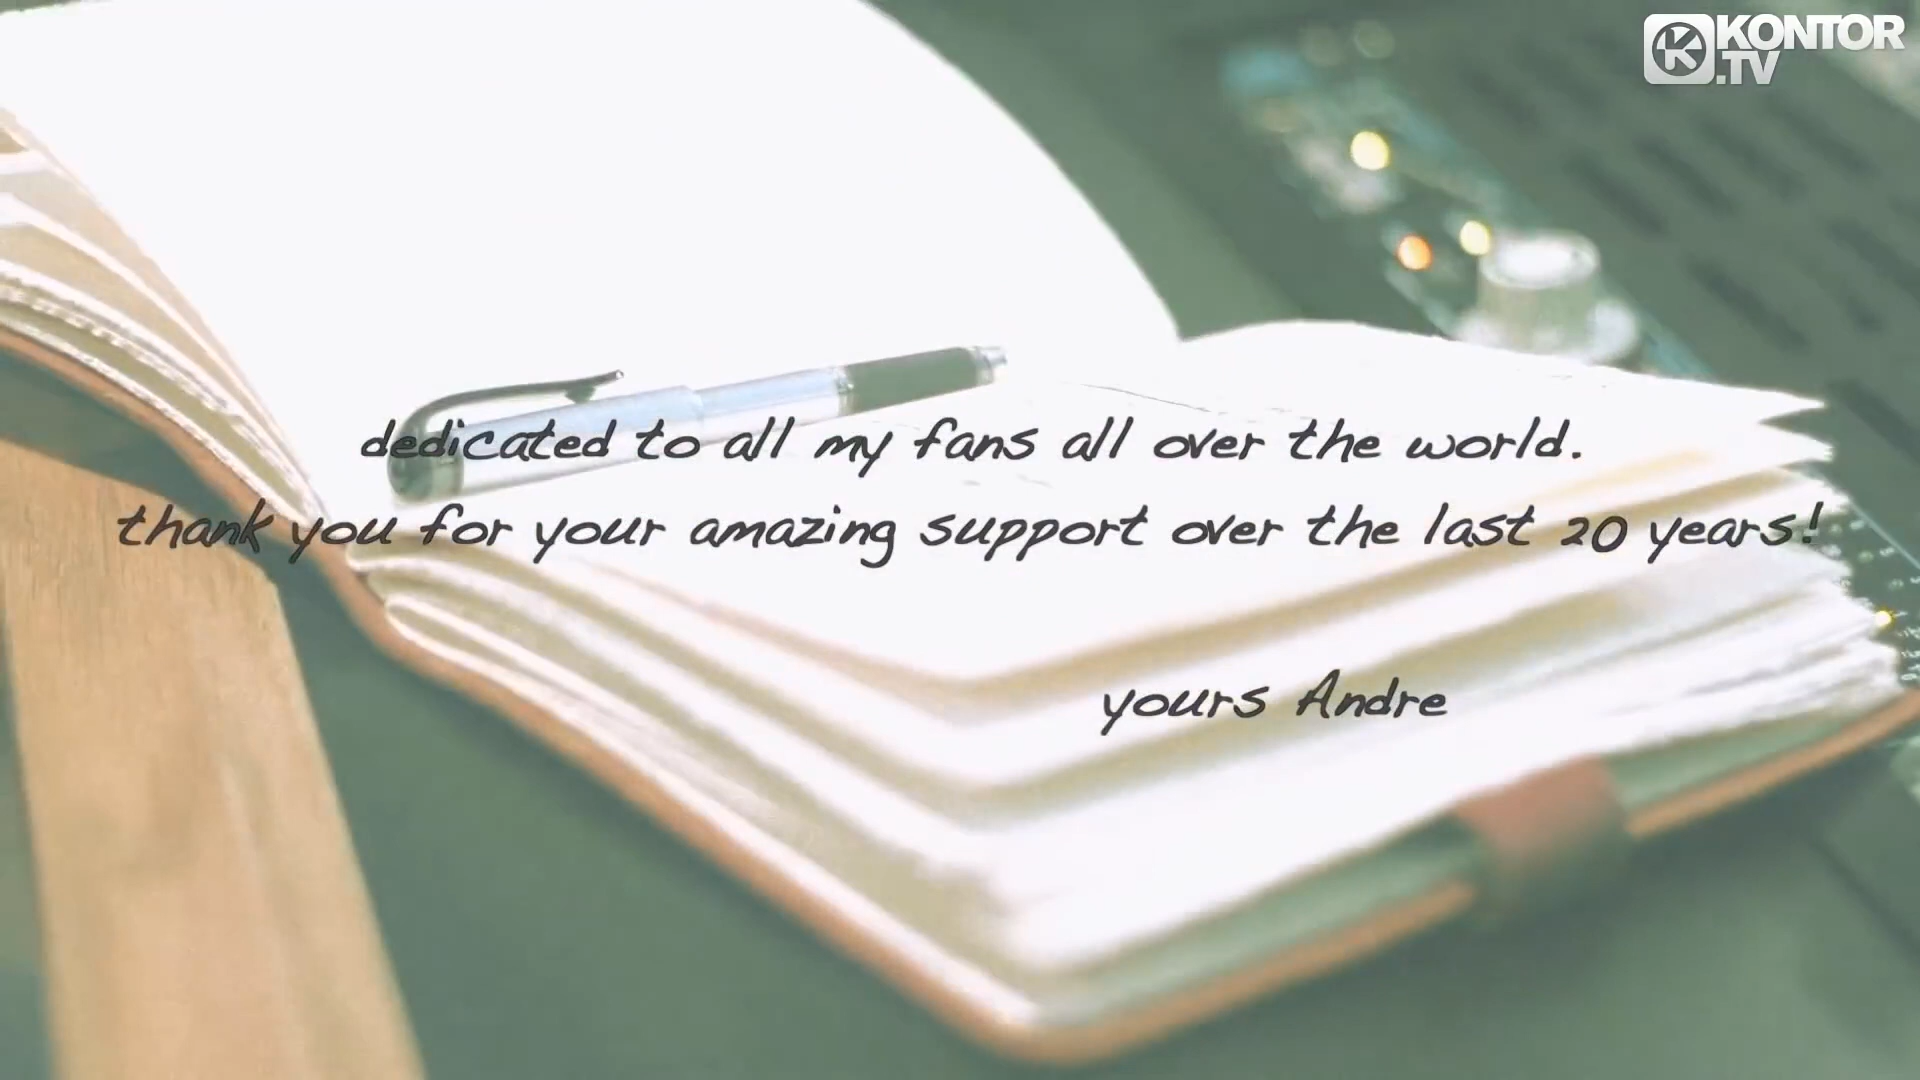 KONTOR
.TV
dedicated to all my fans all over the world.
thank you for your amazing support over the last 20 years!
yours Andre